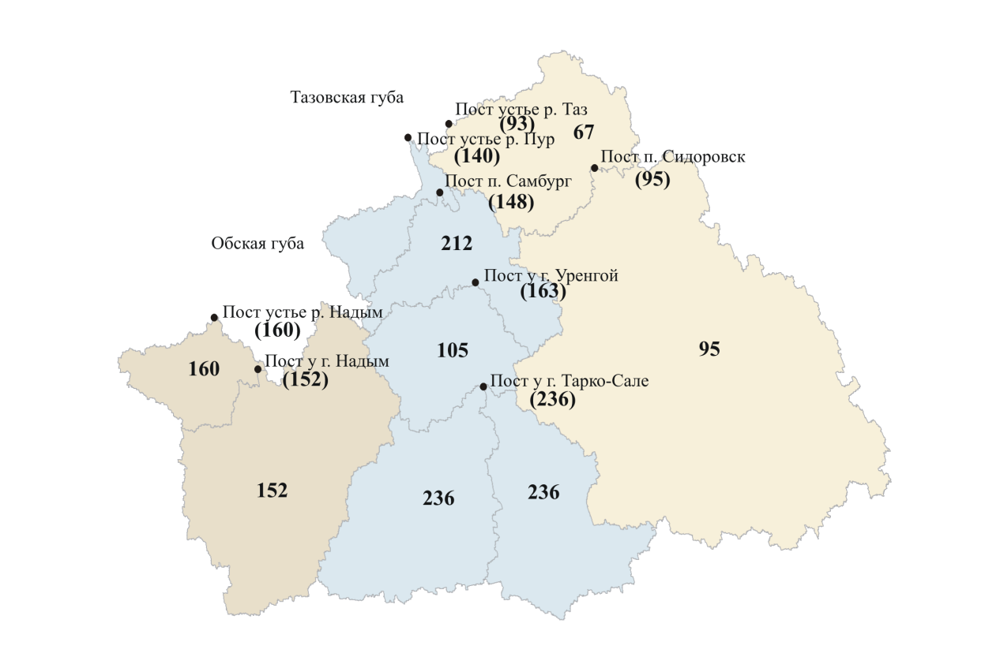 Тазовская губа
Пост устье р. Таз
(93)
67
Пост устье р. Пур
(140)
Пост п. Сидоровск
(95)
Пост п. Самбург
(148)
Обская губа
212
Пост у г. Уренгой
(163)
Пост устье р. Надым
(160)
105
95
160
Пост у г. Надым
(152)
Пост у г. Тарко-Сале
(236)
152
236
236